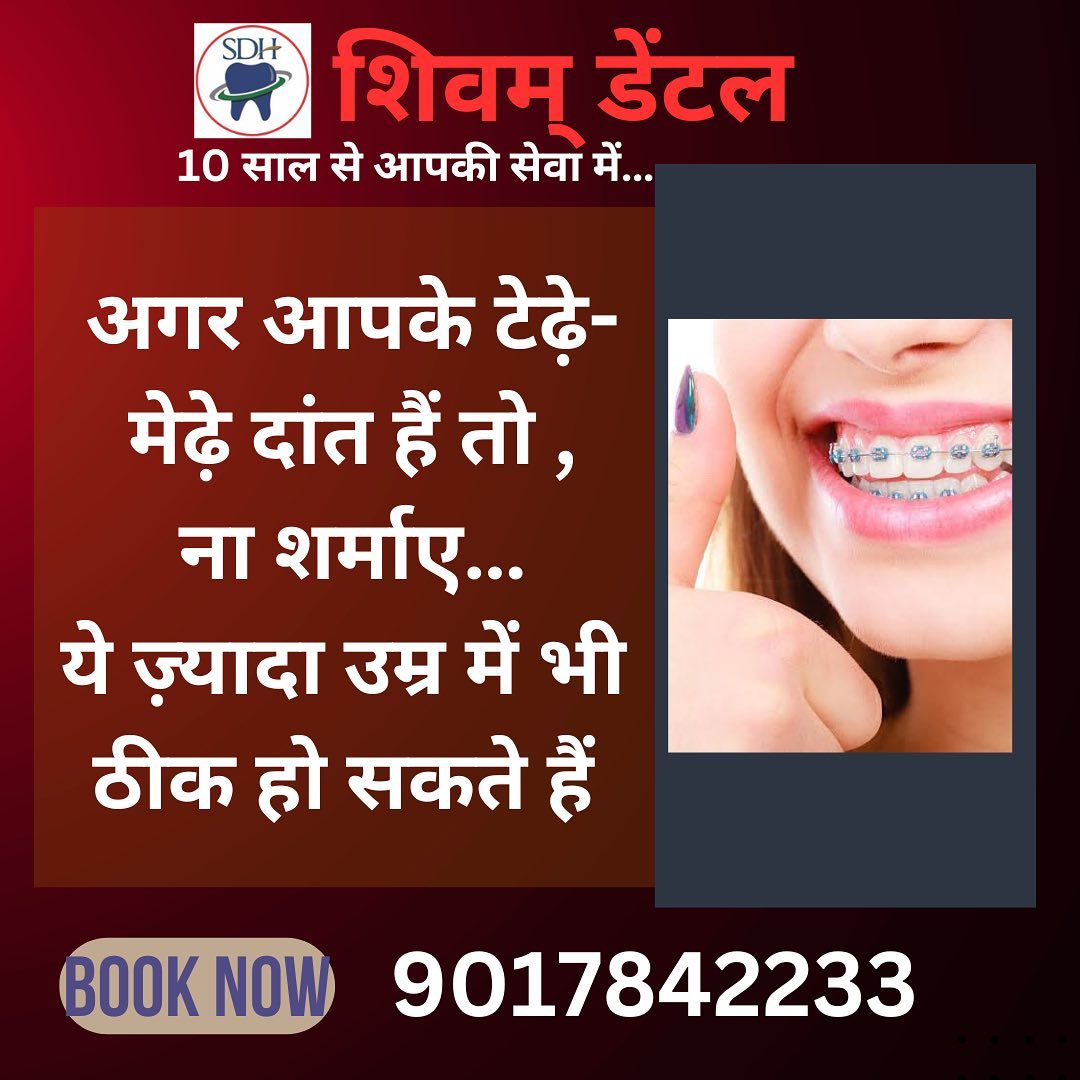 SDH
शिवम् डेंटल
10 साल से आपकी सेवा में...
अगर आपके टेढ़े-
मेढ़े दांत हैं तो ,
ना शर्माए...
ये ज़्यादा उम्र में भी
ठीक हो सकते हैं
BOOK NOW
9017842233